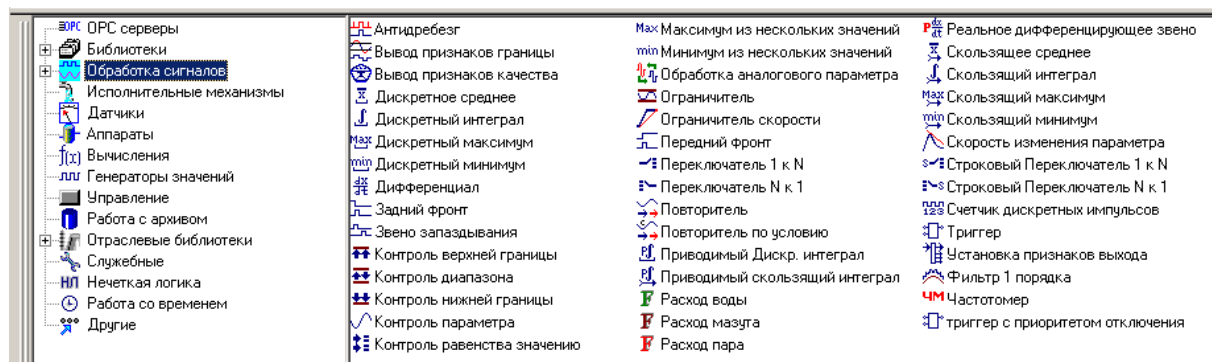 OPC серверы
Библиотеки
Обработка сигналов
Исполнительные механизмы
Датчики
Аппараты
Вычисления
Генераторы значений
Управление
Работа с архивом
Отраслевые библиотеки
Служебные
Нечеткая логика
Работа со временем
Другие
Антидребезг
Вывод признаков границы
Вывод признаков качества
Дискретное среднее
Дискретный интеграл
Дискретный максимум
Дискретный минимум
Дифференциал
Задний фронт
Звено запаздывания
Контроль верхней границы
Контроль диапазона
Контроль нижней границы
Контроль параметра
Контроль равенства значению
Максимум из нескольких значений
Минимум из нескольких значений
Обработка аналогового параметра
Ограничитель
Ограничитель скорости
Передний фронт
Переключатель 1 к N
Переключатель N к 1
Повторитель
Повторитель по условию
Приводимый Дискр. интеграл
Приводимый скользящий интеграл
Расход воды
Расход мазута
Расход пара
Реальное дифференцирующее звено
Скользящее среднее
Скользящий интеграл
Скользящий максимум
Скользящий минимум
Скорость изменения параметра
Строковый Переключатель 1 к N
Строковый Переключатель N к 1
Счетчик дискретных импульсов
Триггер
Установка признаков выхода
Фильтр 1 порядка
Частотомер
триггер с приоритетом отключения